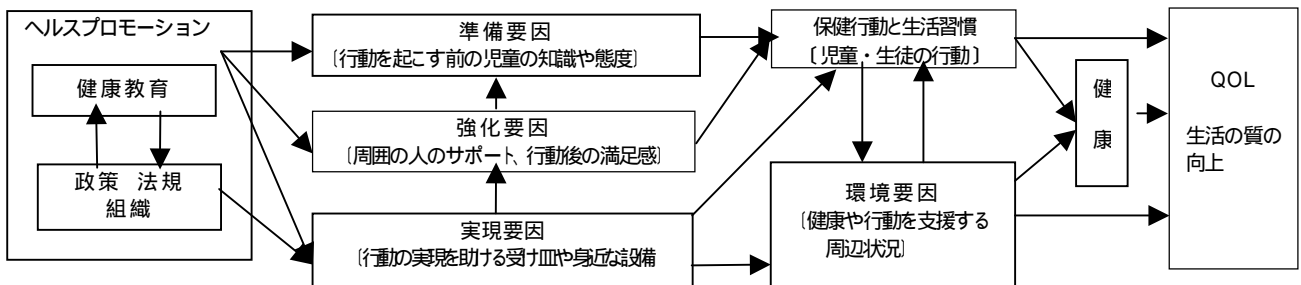 ヘルスプロモーション
健康教育
政策 法規
組織
準備要因
〔行動を起こす前の児童の知識や態度〕
強化要因
〔周囲の人のサポート、行動後の満足感〕
実現要因
〔行動の実現を助ける受け皿や身近な設備
保健行動と生活習慣
〔児童・生徒の行動〕
環境要因
〔健康や行動を支援する
周辺状況〕
健
康
QOL
生活の質の
向上